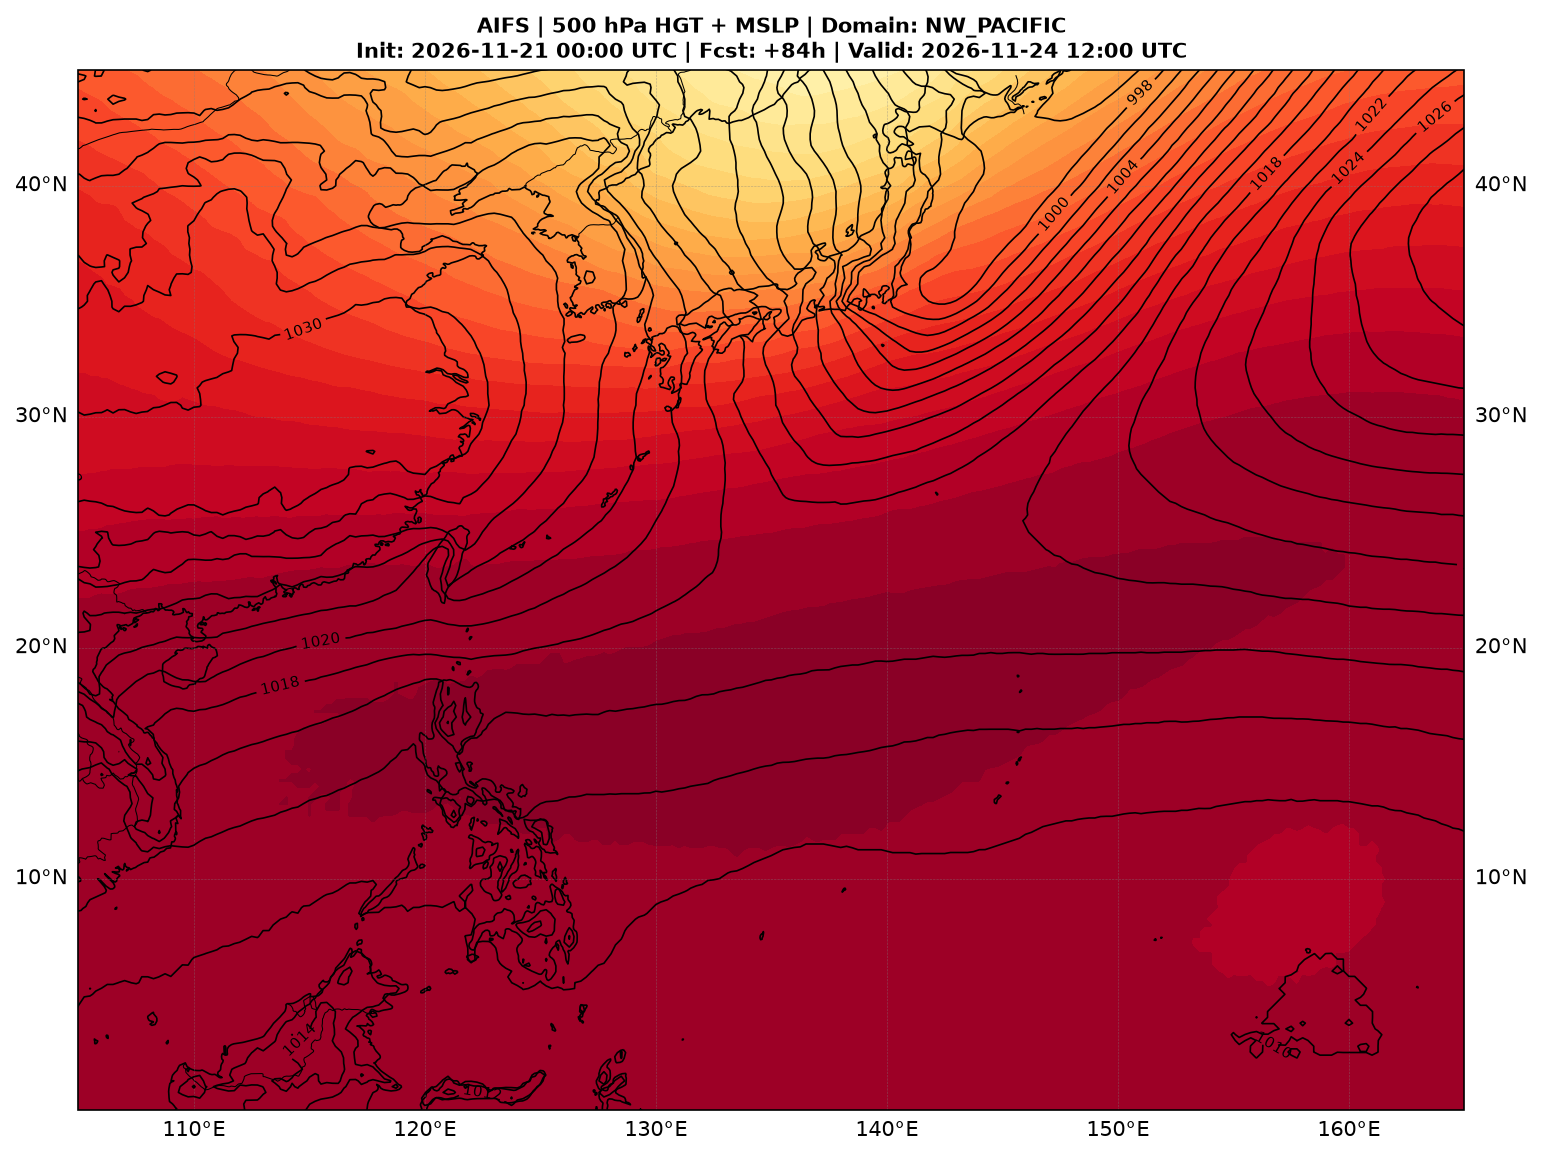 AIFS | 500 hPa HGT + MSLP | Domain: NW_PACIFIC
Init: 2026-11-21 00:00 UTC | Fcst: +84h | Valid: 2026-11-24 12:00 UTC
998
1022
1026
1004
1018
1024
40°N
40°N
1000
1030
30°N
30°N
1020
20°N
20°N
1018
10°N
10°N
1014
1010
110°E
120°E
130°E
140°E
150°E
160°E